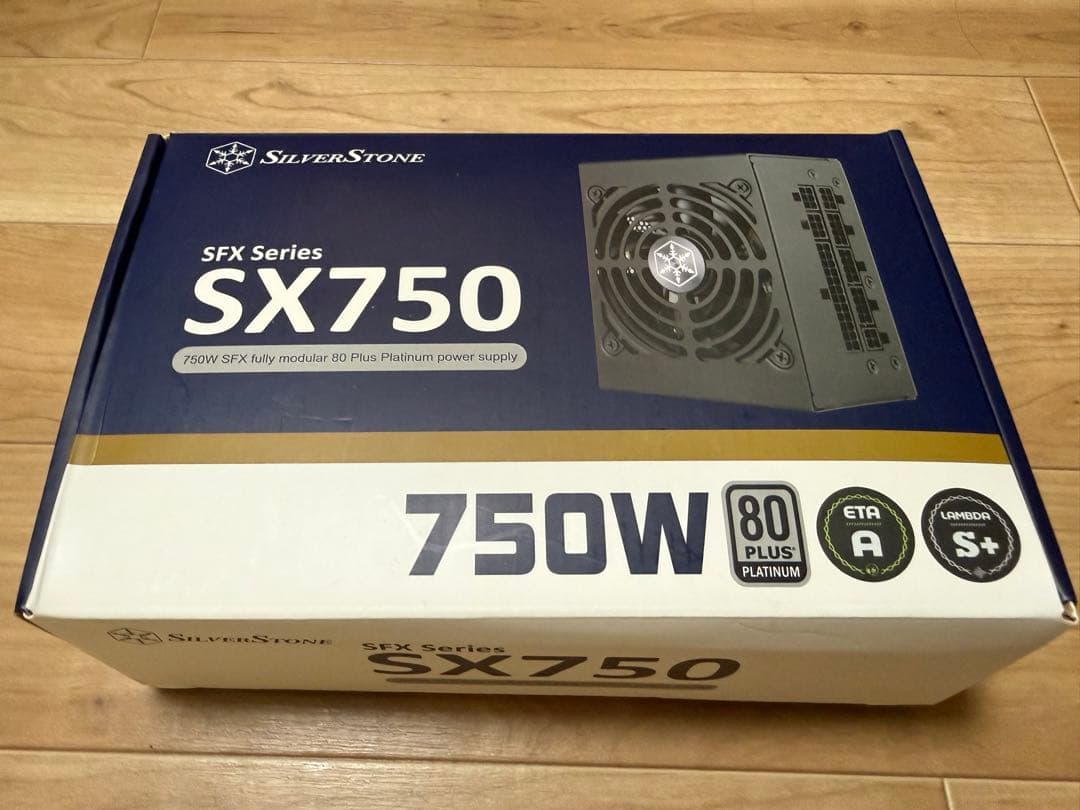 SILVERSTONE
SFX Series
SX750
750W SFX fully modular 80 Plus Platinum power supply
750W
80
PLUS®
PLATINUM
ETA
A
LAMBDA
S+
SILVERSTONE
SFX Series
SX750